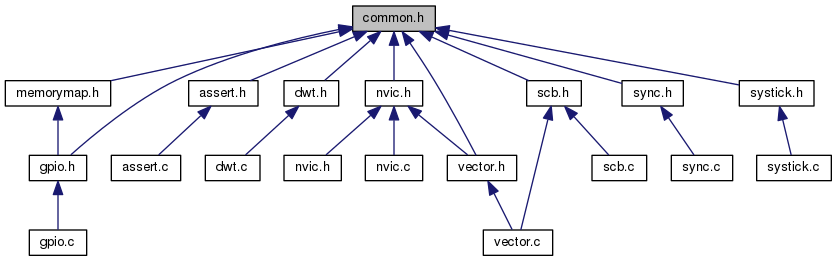 common.h
memorymap.h
assert.h
dwt.h
nvic.h
scb.h
sync.h
systick.h
gpio.h
assert.c
dwt.c
nvic.h
nvic.c
vector.h
scb.c
sync.c
systick.c
gpio.c
vector.c